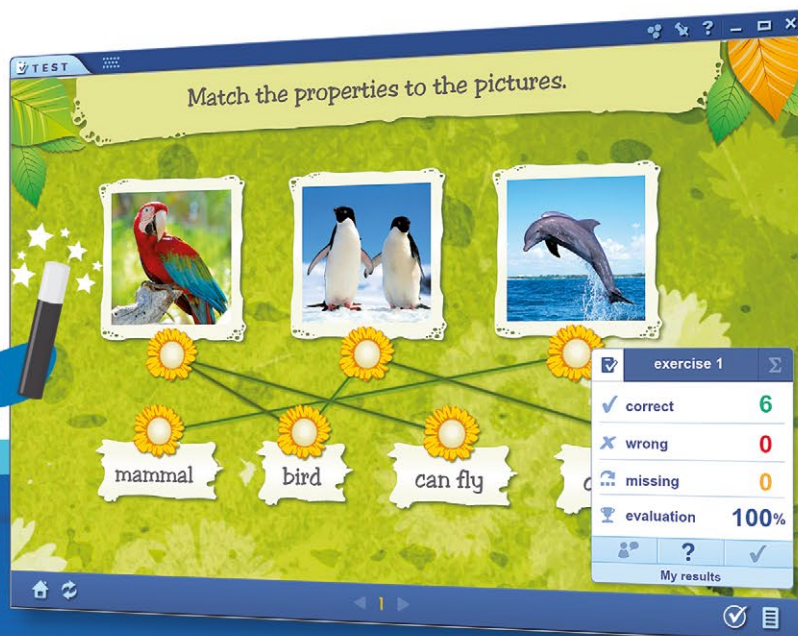 TEST
?
Match the properties to the pictures.
mammal
bird
can fly
exercise 1
Σ
correct 6
wrong 0
missing 0
evaluation 100%
?
My results
1